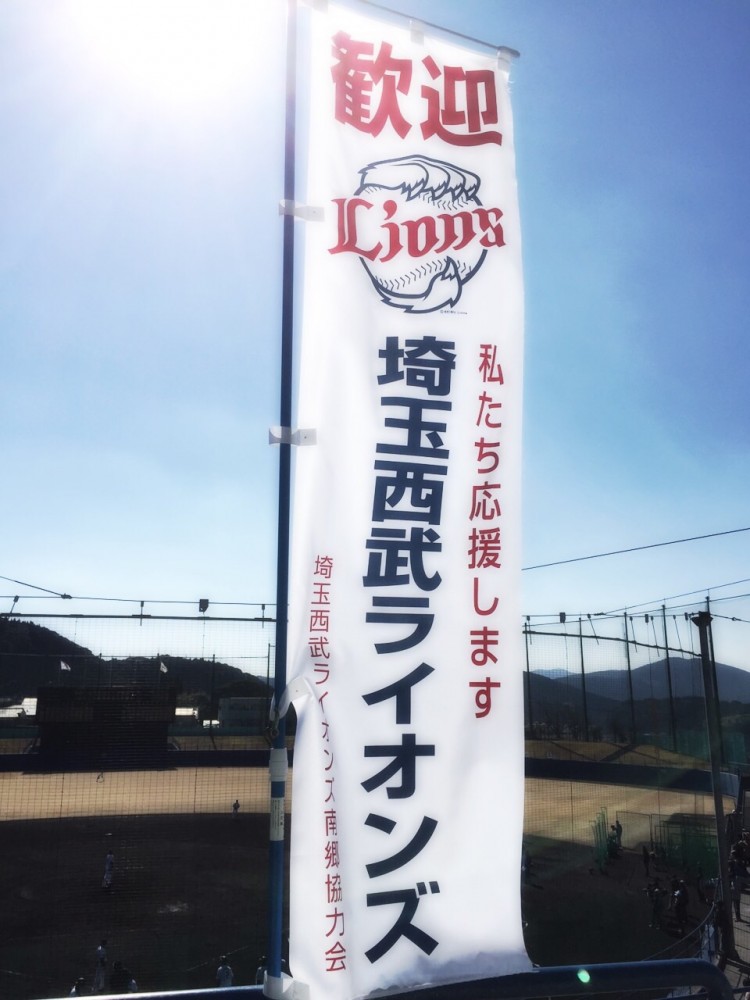 歓迎
Lions
私たち応援します
埼玉西武ライオンズ
埼玉西武ライオンズ南郷協力会